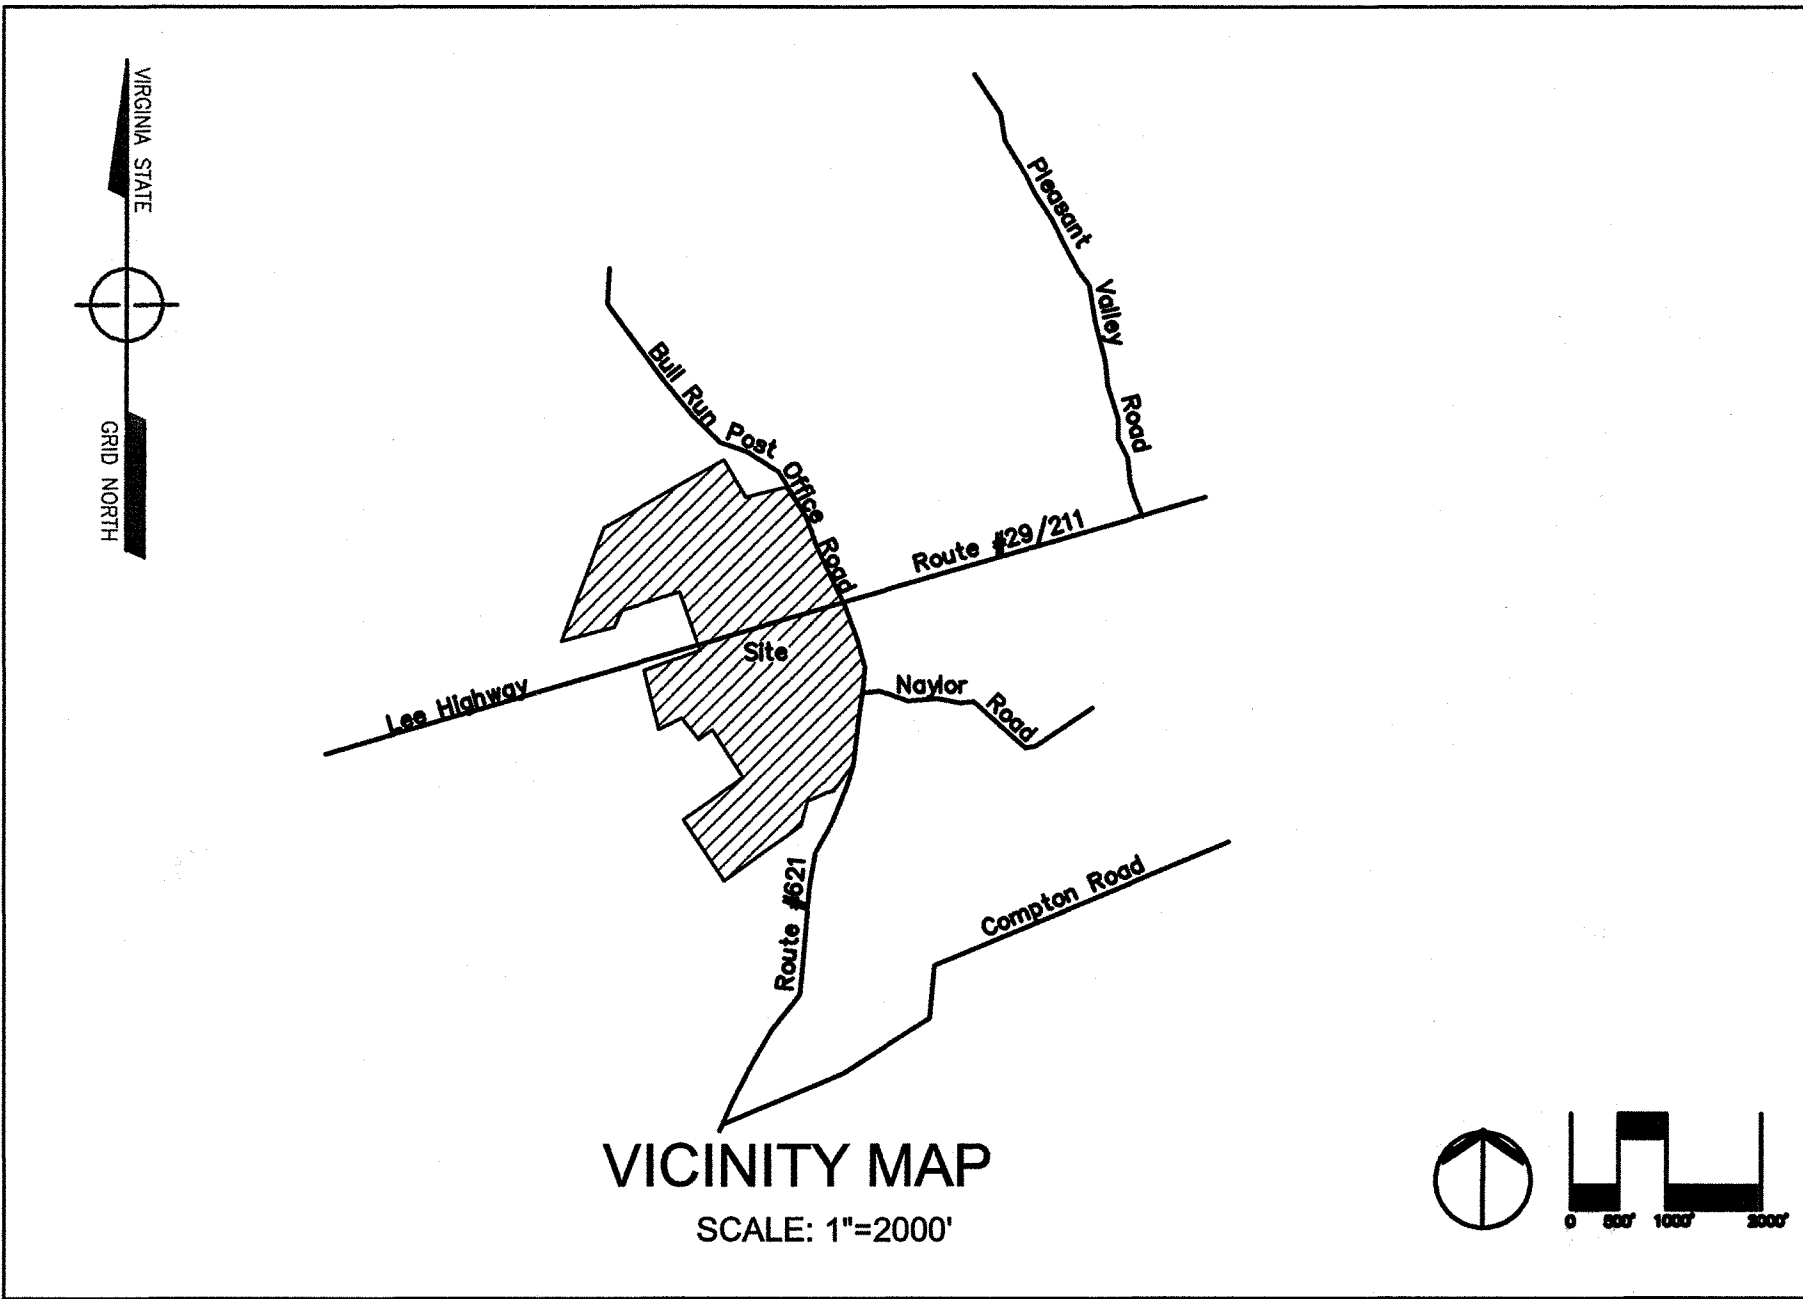 VIRGINIA STATE
GRID NORTH
Pleasant Valley Road
Bull Run Post Office Road
Route #29/211
Site
Lee Highway
Naylor Road
Route #621
Compton Road
VICINITY MAP
SCALE: 1"=2000'
0 500' 1000' 2000'